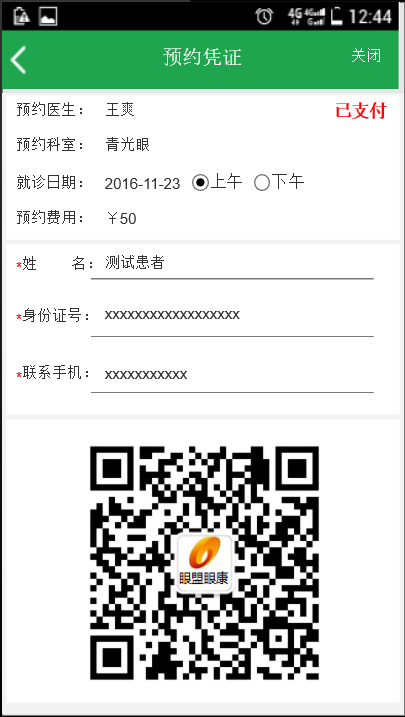 4G 4G 12:44
预约凭证 关闭
预约医生： 王爽 已支付
预约科室： 青光眼
就诊日期： 2016-11-23 上午 下午
预约费用： ￥50
*姓 名： 测试患者
*身份证号： xxxxxxxxxxxxxxxxxx
*联系手机： xxxxxxxxxxx
眼盟眼康